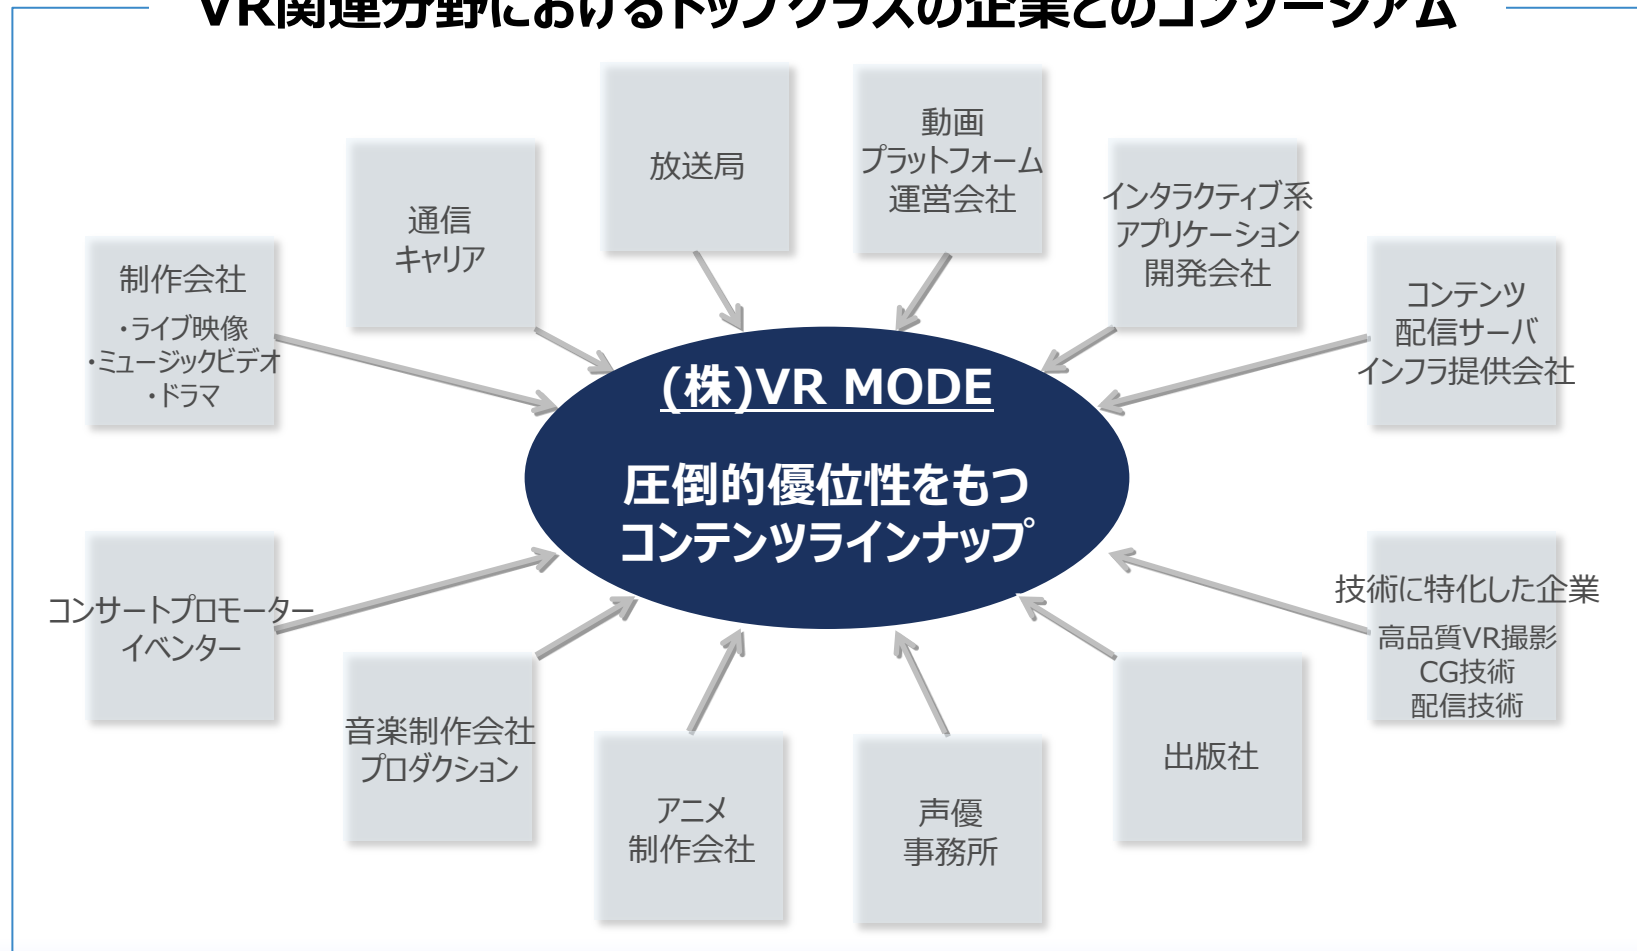 VR関連分野におけるトップクラスの企業とのコンソーシアム
放送局
動画
プラットフォーム
運営会社
通信
キャリア
インタラクティブ系
アプリケーション
開発会社
制作会社
・ライブ映像
・ミュージックビデオ
・ドラマ
コンテンツ
配信サーバ
インフラ提供会社
(株)VR MODE
圧倒的優位性をもつ
コンテンツラインナップ
コンサートプロモーター
イベンター
技術に特化した企業
高品質VR撮影
CG技術
配信技術
音楽制作会社
プロダクション
アニメ
制作会社
声優
事務所
出版社